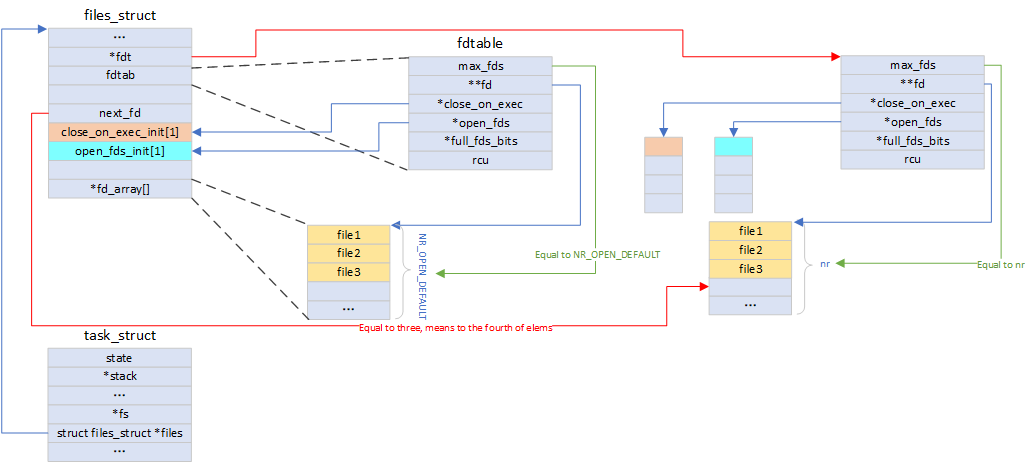 files_struct
...
*fdt
fdtab
next_fd
close_on_exec_init[1]
open_fds_init[1]
*fd_array[]
fdtable
max_fds
**fd
*close_on_exec
*open_fds
*full_fds_bits
rcu
max_fds
**fd
*close_on_exec
*open_fds
*full_fds_bits
rcu
file1
file2
file3
...
NR_OPEN_DEFAULT
Equal to NR_OPEN_DEFAULT
file1
file2
file3
...
nr
Equal to nr
Equal to three, means to the fourth of elems
task_struct
state
*stack
...
*fs
struct files_struct *files
...